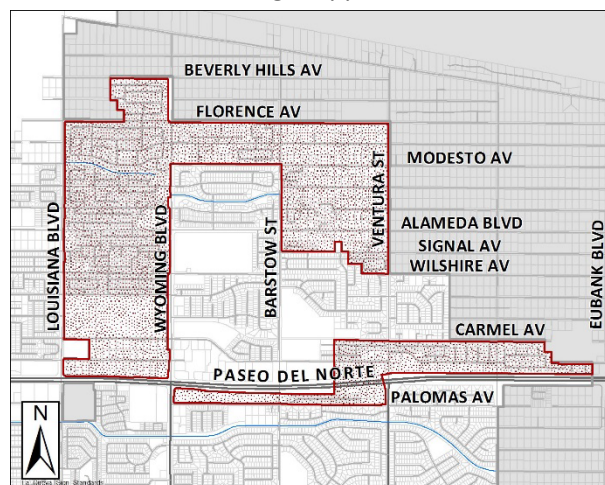 BEVERLY HILLS AV
FLORENCE AV
MODESTO AV
VENTURA ST
ALAMEDA BLVD
SIGNAL AV
WILSHIRE AV
LOUISIANA BLVD
WYOMING BLVD
BARSTOW ST
EUBANK BLVD
CARMEL AV
PASEO DEL NORTE
PALOMAS AV
N